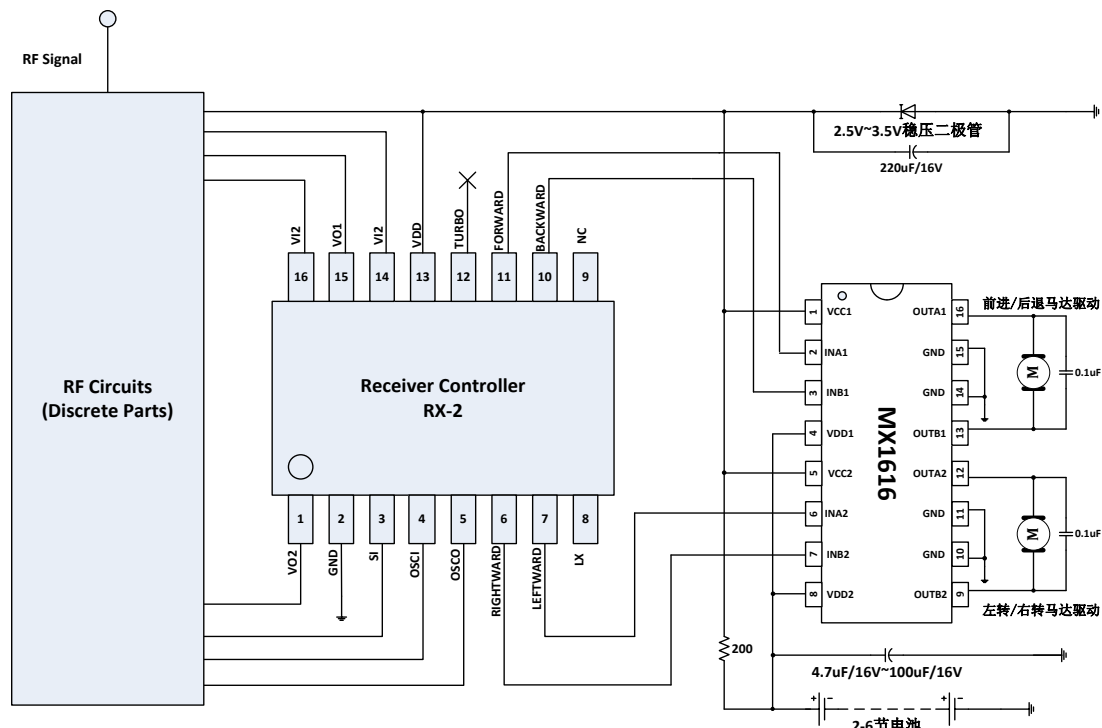 RF Signal
2.5V~3.5V稳压二极管
220uF/16V
RF Circuits
(Discrete Parts)
VI2
VO1
VI2
VDD
TURBO
FORWARD
BACKWARD
NC
16
15
14
13
12
11
10
9
Receiver Controller
RX-2
1
2
3
4
5
6
7
8
VO2
GND
SI
OSCI
OSCO
RIGHTWARD
LEFTWARD
LX
MX1616
1 VCC1
2 INA1
3 INB1
4 VDD1
5 VCC2
6 INA2
7 INB2
8 VDD2
OUTA1 16
GND 15
GND 14
OUTB1 13
OUTA2 12
GND 11
GND 10
OUTB2 9
前进/后退马达驱动
M
0.1uF
M
0.1uF
左转/右转马达驱动
200
4.7uF/16V~100uF/16V
+ -
+ -
2-6节电池